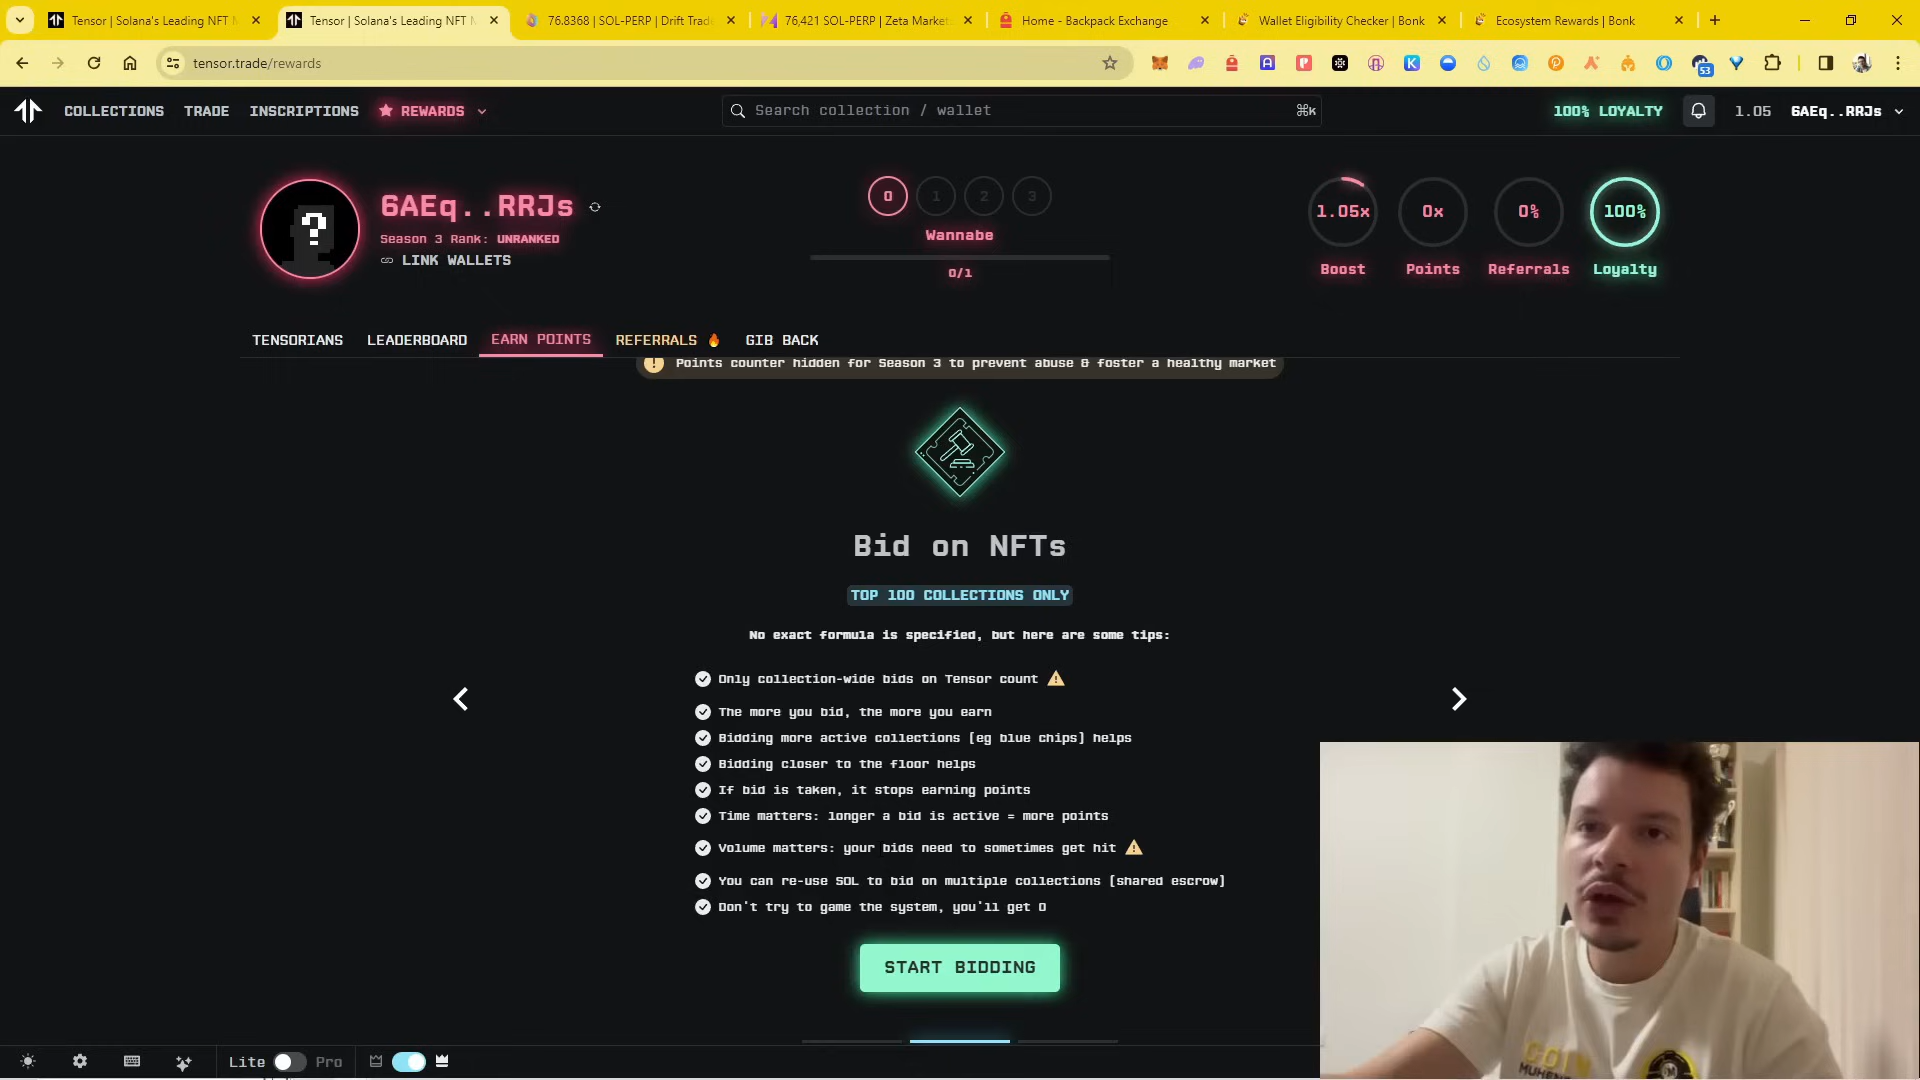 Tensor | Solana's Leading NFT M
Tensor | Solana's Leading NFT M
76.8368 | SOL-PERP | Drift Trad
76,421 SOL-PERP | Zeta Market
Home - Backpack Exchange
Wallet Eligibility Checker | Bonk
Ecosystem Rewards | Bonk
tensor.trade/rewards
53
COLLECTIONS TRADE INSCRIPTIONS REWARDS
Search collection / wallet
⌘K
100% LOYALTY
1.05
6AEq..RRJs
6AEq..RRJs
Season 3 Rank: UNRANKED
LINK WALLETS
0 1 2 3
Wannabe
0/1
1.05x 0x 0% 100%
Boost Points Referrals Loyalty
TENSORIANS LEADERBOARD EARN POINTS REFERRALS GIB BACK
Points counter hidden for Season 3 to prevent abuse & foster a healthy market
Bid on NFTs
TOP 100 COLLECTIONS ONLY
No exact formula is specified, but here are some tips:
Only collection-wide bids on Tensor count
The more you bid, the more you earn
Bidding more active collections [eg blue chips] helps
Bidding closer to the floor helps
If bid is taken, it stops earning points
Time matters: longer a bid is active = more points
Volume matters: your bids need to sometimes get hit
You can re-use SOL to bid on multiple collections [shared escrow]
Don't try to game the system, you'll get 0
START BIDDING
Lite Pro
COIN
MUHEND